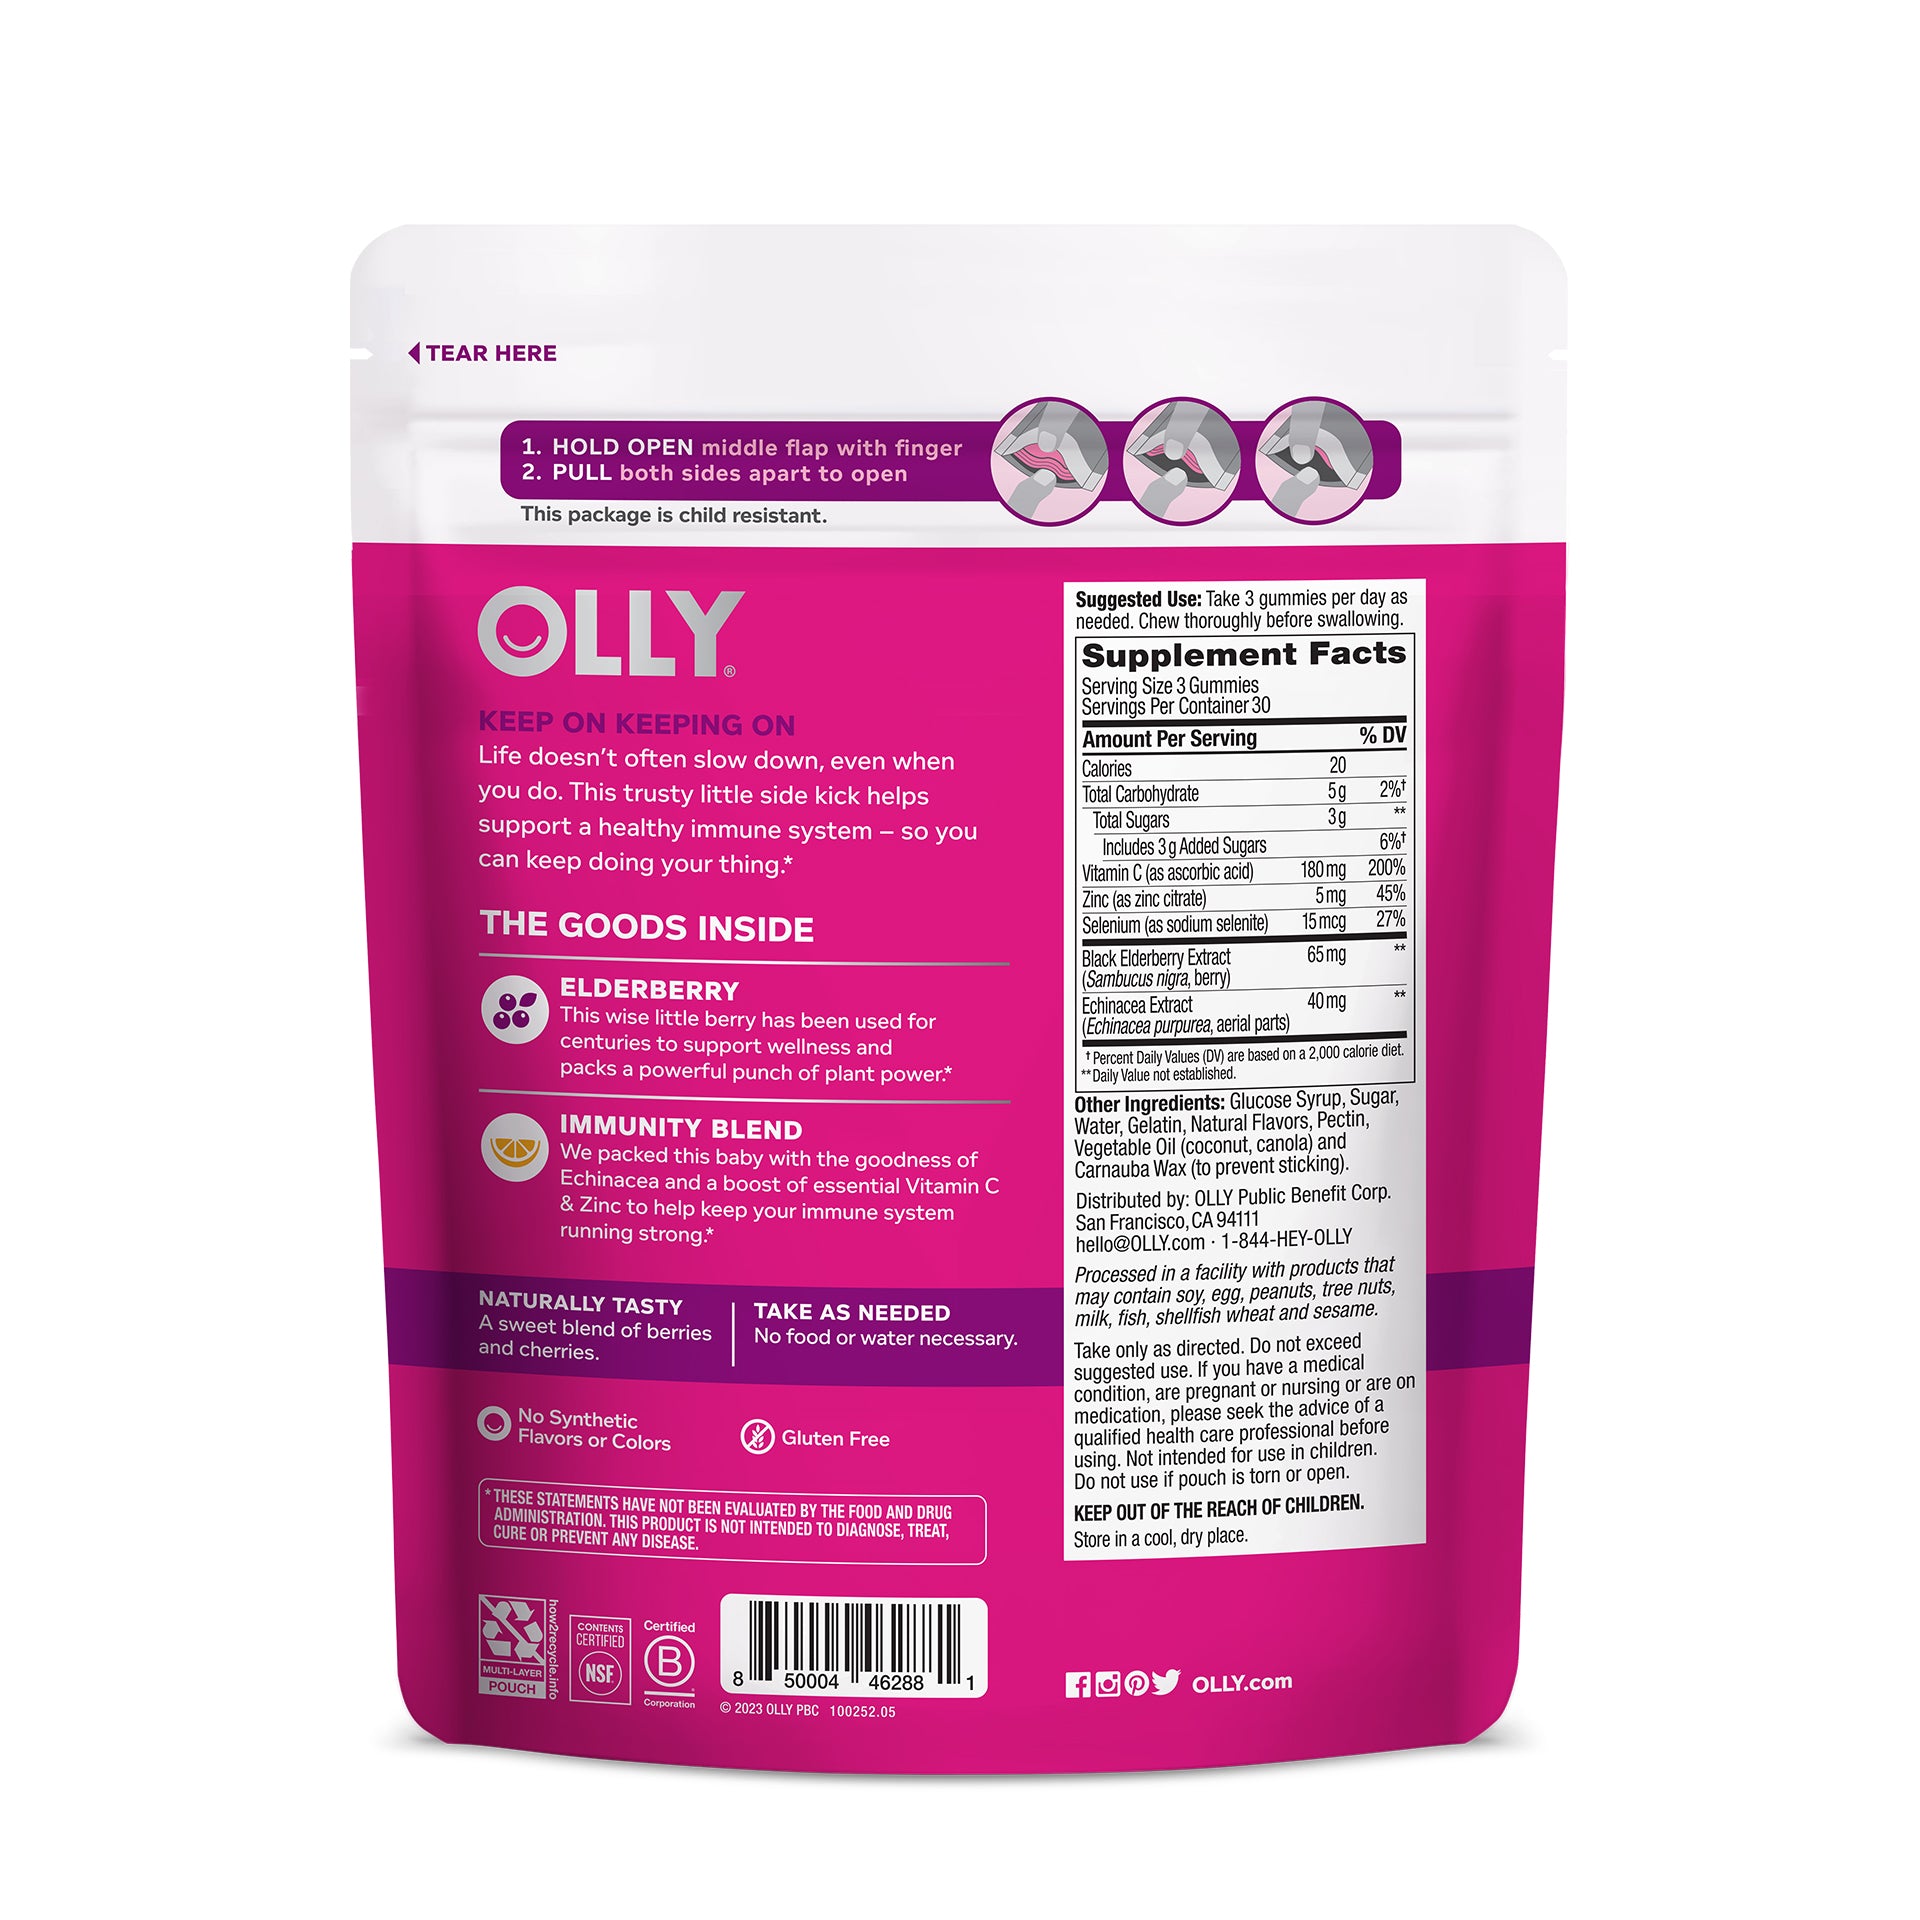 TEAR HERE
1. HOLD OPEN middle flap with finger
2. PULL both sides apart to open
This package is child resistant.
OLLY®
KEEP ON KEEPING ON
Life doesn't often slow down, even when
you do. This trusty little side kick helps
support a healthy immune system – so you
can keep doing your thing.*
THE GOODS INSIDE
ELDERBERRY
This wise little berry has been used for
centuries to support wellness and
packs a powerful punch of plant power.*
IMMUNITY BLEND
We packed this baby with the goodness of
Echinacea and a boost of essential Vitamin C
& Zinc to help keep your immune system
running strong.*
NATURALLY TASTY
A sweet blend of berries
and cherries.
TAKE AS NEEDED
No food or water necessary.
No Synthetic
Flavors or Colors
Gluten Free
*THESE STATEMENTS HAVE NOT BEEN EVALUATED BY THE FOOD AND DRUG
ADMINISTRATION. THIS PRODUCT IS NOT INTENDED TO DIAGNOSE, TREAT,
CURE OR PREVENT ANY DISEASE.
MULTI-LAYER
POUCH
how2recycle.info
CONTENTS
CERTIFIED
NSF
Certified
B
Corporation
8 50004 46288 1
© 2023 OLLY PBC 100252.05
Suggested Use: Take 3 gummies per day as
needed. Chew thoroughly before swallowing.
Supplement Facts
Serving Size 3 Gummies
Servings Per Container 30
Amount Per Serving % DV
Calories 20
Total Carbohydrate 5 g 2%†
Total Sugars 3 g **
Includes 3 g Added Sugars 6%†
Vitamin C (as ascorbic acid) 180 mg 200%
Zinc (as zinc citrate) 5 mg 45%
Selenium (as sodium selenite) 15 mcg 27%
Black Elderberry Extract 65 mg **
(Sambucus nigra, berry)
Echinacea Extract 40 mg **
(Echinacea purpurea, aerial parts)
† Percent Daily Values (DV) are based on a 2,000 calorie diet.
**Daily Value not established.
Other Ingredients: Glucose Syrup, Sugar,
Water, Gelatin, Natural Flavors, Pectin,
Vegetable Oil (coconut, canola) and
Carnauba Wax (to prevent sticking).
Distributed by: OLLY Public Benefit Corp.
San Francisco, CA 94111
hello@OLLY.com · 1-844-HEY-OLLY
Processed in a facility with products that
may contain soy, egg, peanuts, tree nuts,
milk, fish, shellfish wheat and sesame.
Take only as directed. Do not exceed
suggested use. If you have a medical
condition, are pregnant or nursing or are on
medication, please seek the advice of a
qualified health care professional before
using. Not intended for use in children.
Do not use if pouch is torn or open.
KEEP OUT OF THE REACH OF CHILDREN.
Store in a cool, dry place.
OLLY.com